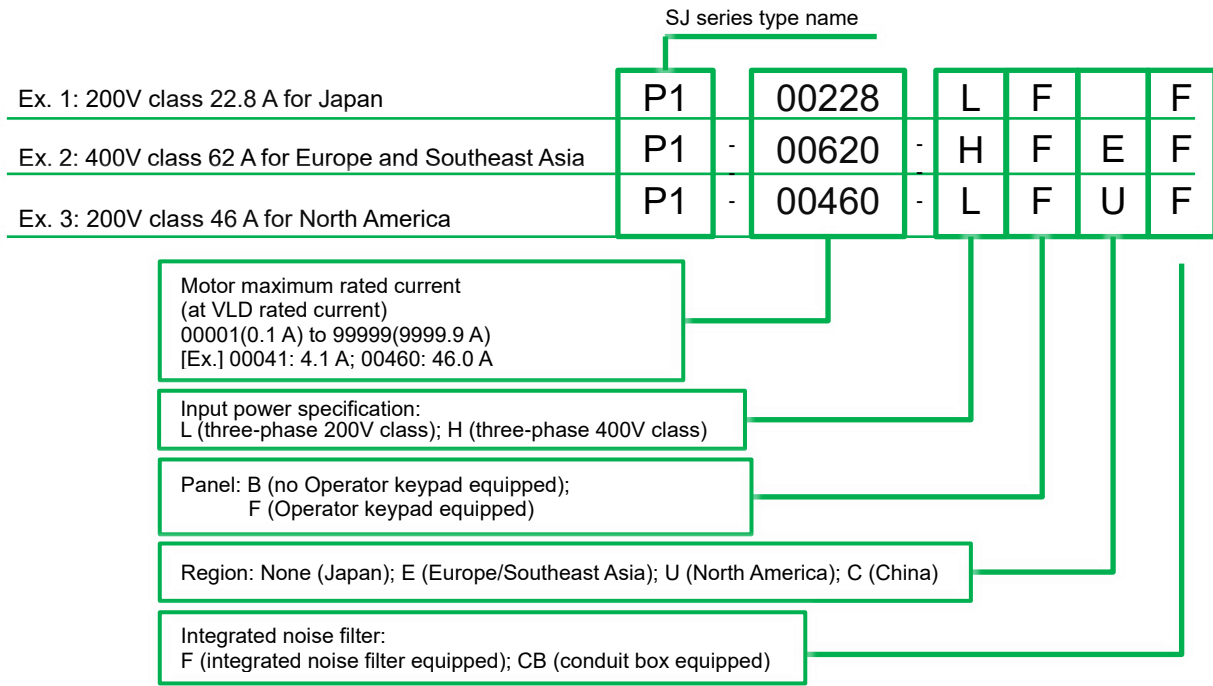 SJ series type name
Ex. 1: 200V class 22.8 A for Japan P1 00228 L F F
Ex. 2: 400V class 62 A for Europe and Southeast Asia P1 - 00620 - H F E F
Ex. 3: 200V class 46 A for North America P1 - 00460 - L F U F
Motor maximum rated current
(at VLD rated current)
00001(0.1 A) to 99999(9999.9 A)
[Ex.] 00041: 4.1 A; 00460: 46.0 A
Input power specification:
L (three-phase 200V class); H (three-phase 400V class)
Panel: B (no Operator keypad equipped);
F (Operator keypad equipped)
Region: None (Japan); E (Europe/Southeast Asia); U (North America); C (China)
Integrated noise filter:
F (integrated noise filter equipped); CB (conduit box equipped)